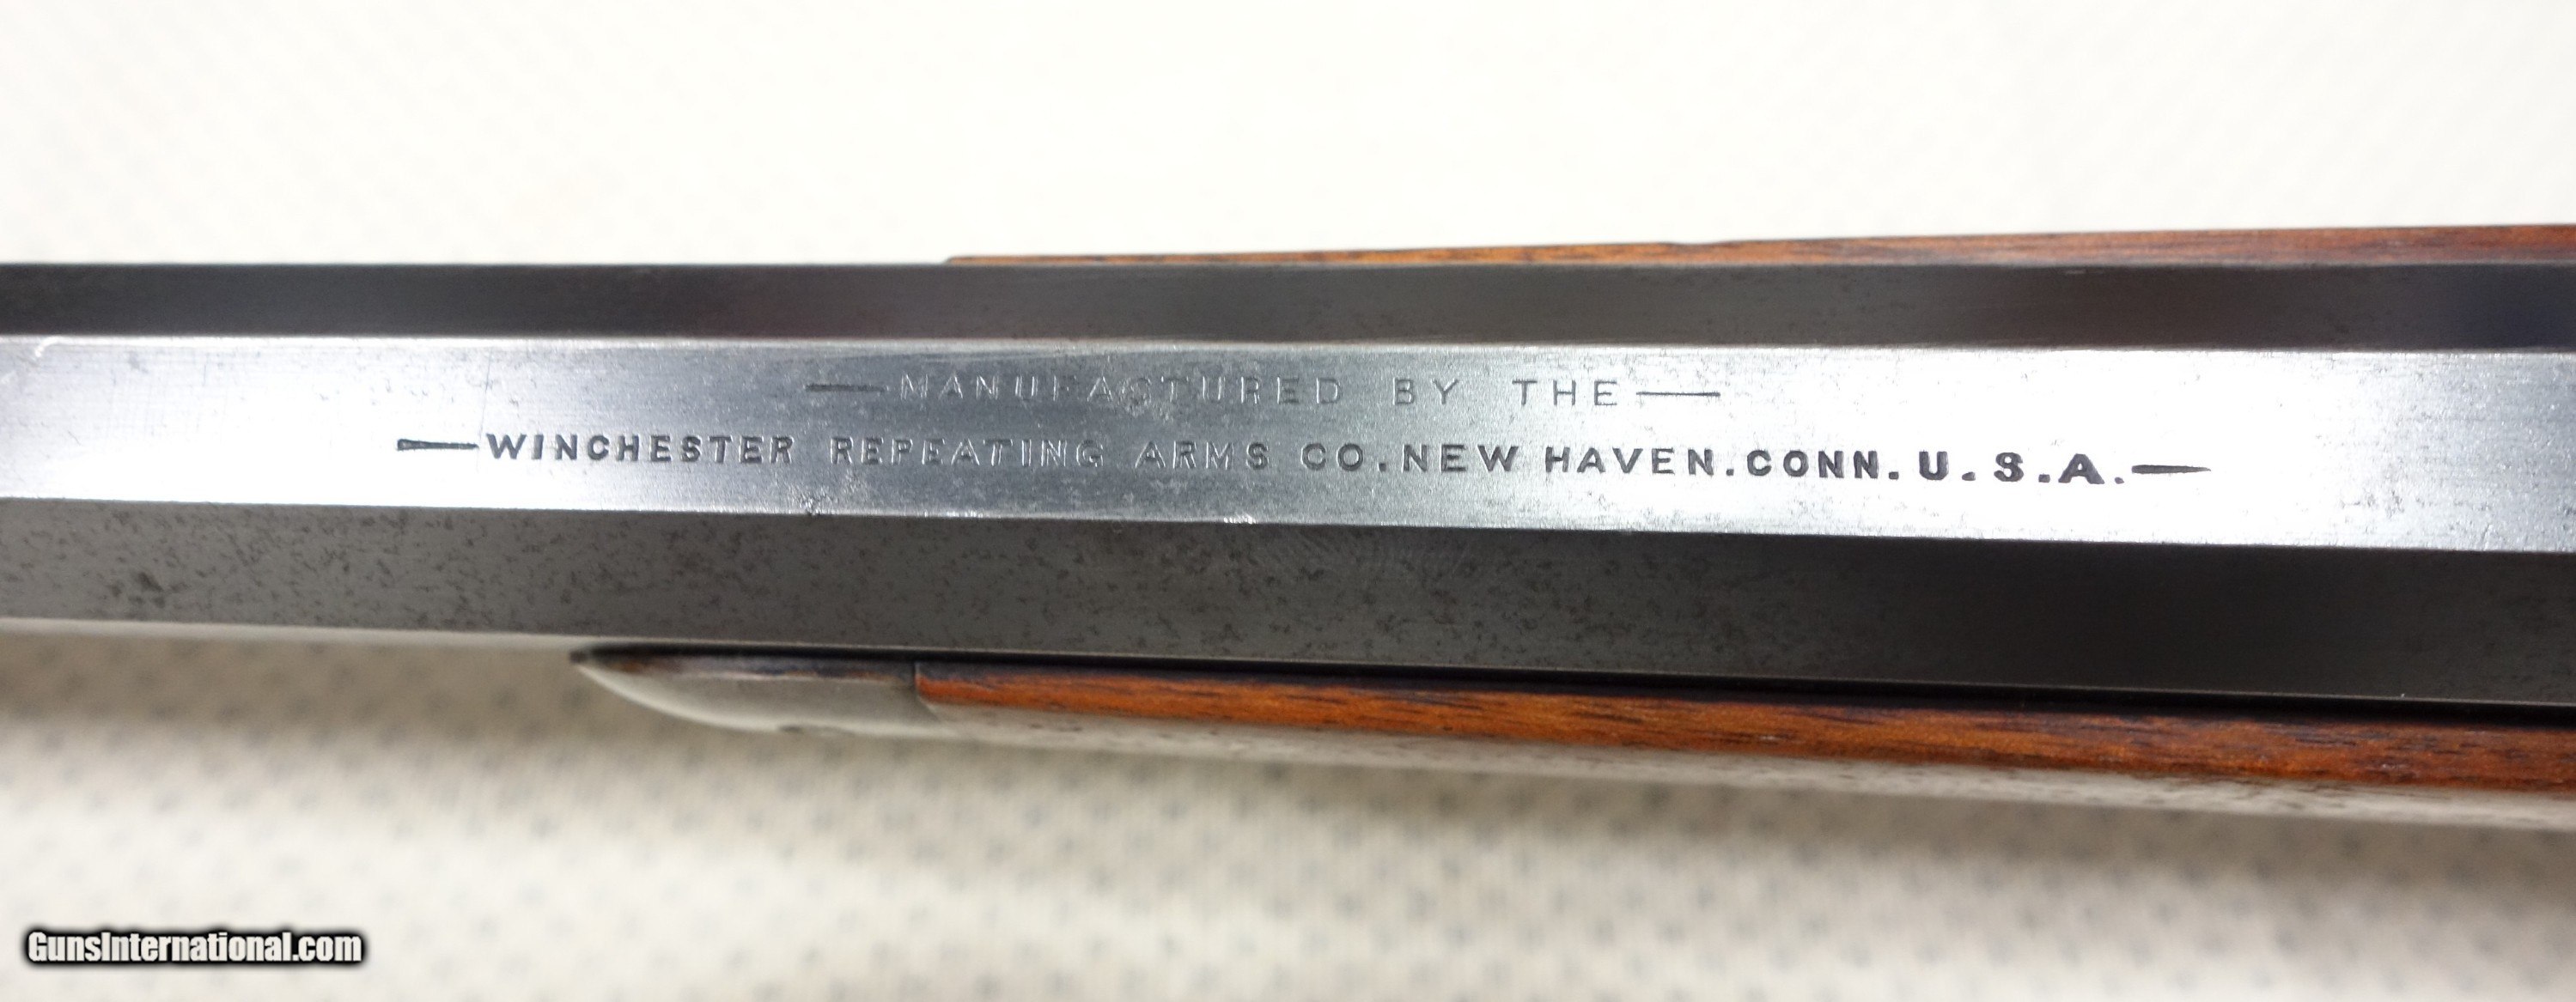 —MANUFACTURED BY THE—
—WINCHESTER REPEATING ARMS CO. NEW HAVEN. CONN. U.S.A.—
GunsInternational.com